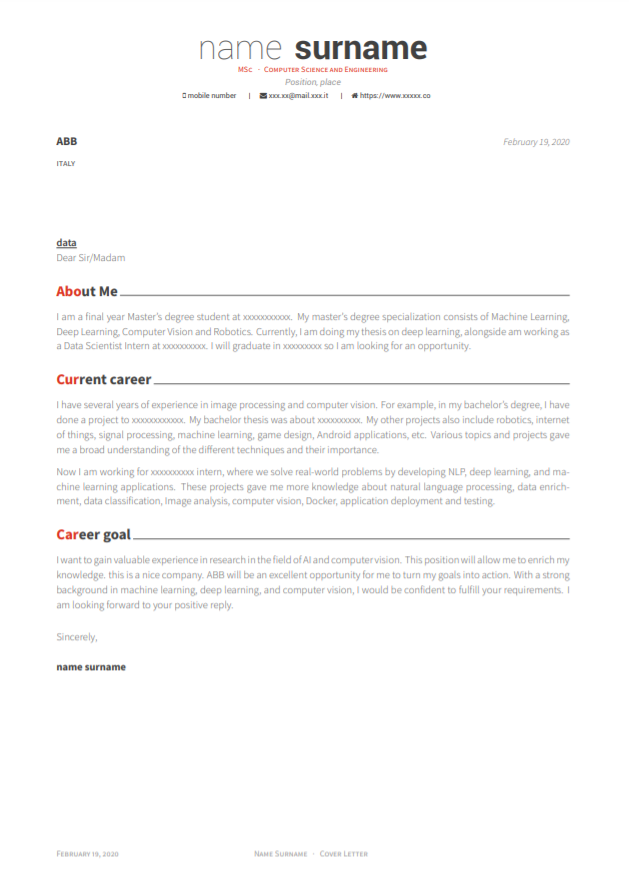 name surname
MSc · Computer Science and Engineering
Position, place
mobile number | xxx.xx@mail.xxx.it | https://www.xxxxx.co
ABB February 19, 2020
ITALY
data
Dear Sir/Madam
About Me
I am a final year Master's degree student at xxxxxxxxxxx. My master's degree specialization consists of Machine Learning,
Deep Learning, Computer Vision and Robotics. Currently, I am doing my thesis on deep learning, alongside am working as
a Data Scientist Intern at xxxxxxxxxx. I will graduate in xxxxxxxxx so I am looking for an opportunity.
Current career
I have several years of experience in image processing and computer vision. For example, in my bachelor's degree, I have
done a project to xxxxxxxxxxxx. My bachelor thesis was about xxxxxxxxxx. My other projects also include robotics, internet
of things, signal processing, machine learning, game design, Android applications, etc. Various topics and projects gave
me a broad understanding of the different techniques and their importance.
Now I am working for xxxxxxxxxx intern, where we solve real-world problems by developing NLP, deep learning, and ma-
chine learning applications. These projects gave me more knowledge about natural language processing, data enrich-
ment, data classification, Image analysis, computer vision, Docker, application deployment and testing.
Career goal
I want to gain valuable experience in research in the field of AI and computer vision. This position will allow me to enrich my
knowledge. this is a nice company. ABB will be an excellent opportunity for me to turn my goals into action. With a strong
background in machine learning, deep learning, and computer vision, I would be confident to fulfill your requirements. I
am looking forward to your positive reply.
Sincerely,
name surname
February 19, 2020 Name Surname · Cover Letter